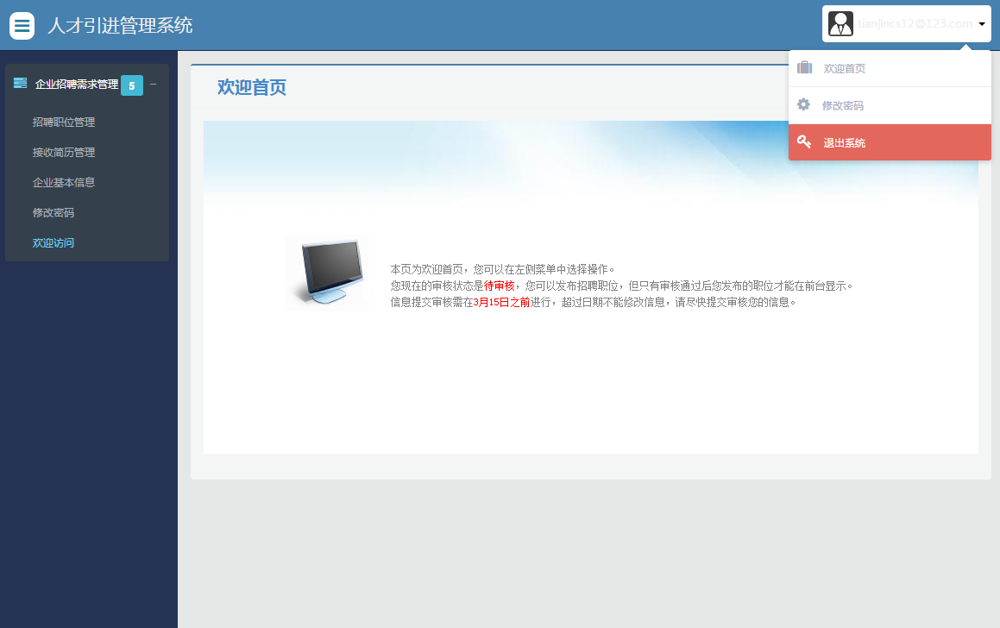 人才引进管理系统
tianjincs12@123.com
欢迎首页
修改密码
退出系统
企业招聘需求管理 5
招聘职位管理
接收简历管理
企业基本信息
修改密码
欢迎访问
欢迎首页
本页为欢迎首页，您可以在左侧菜单中选择操作。
您现在的审核状态是待审核，您可以发布招聘职位，但只有审核通过后您发布的职位才能在前台显示。
信息提交审核需在3月15日之前进行，超过日期不能修改信息，请尽快提交审核您的信息。